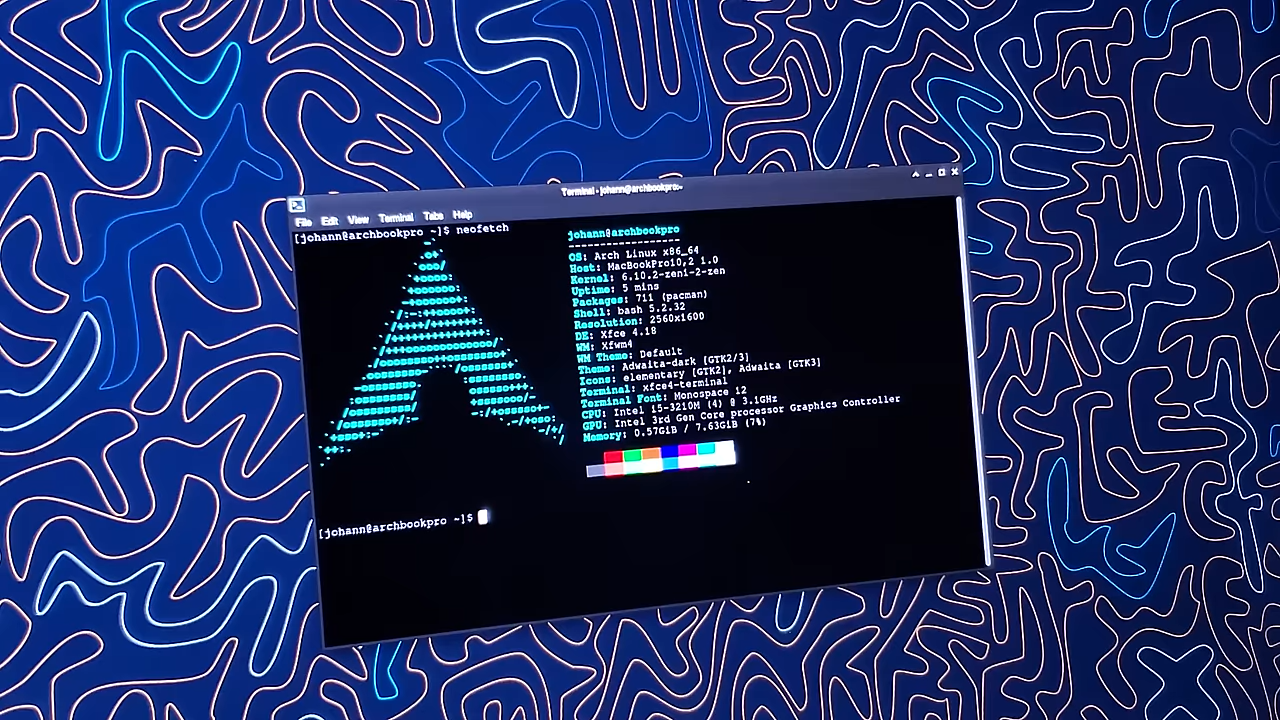 Terminal - johann@archbookpro:~
File Edit View Terminal Tabs Help
[johann@archbookpro ~]$ neofetch
johann@archbookpro
------------------
OS: Arch Linux x86_64
Host: MacBookPro10,2 1.0
Kernel: 6.10.2-zen1-2-zen
Uptime: 5 mins
Packages: 711 (pacman)
Shell: bash 5.2.32
Resolution: 2560x1600
DE: Xfce 4.18
WM: Xfwm4
WM Theme: Default
Theme: Adwaita-dark [GTK2/3]
Icons: elementary [GTK2], Adwaita [GTK3]
Terminal: xfce4-terminal
Terminal Font: Monospace 12
CPU: Intel i5-3210M (4) @ 3.1GHz
GPU: Intel 3rd Gen Core processor Graphics Controller
Memory: 0.57GiB / 7.63GiB (7%)
[johann@archbookpro ~]$